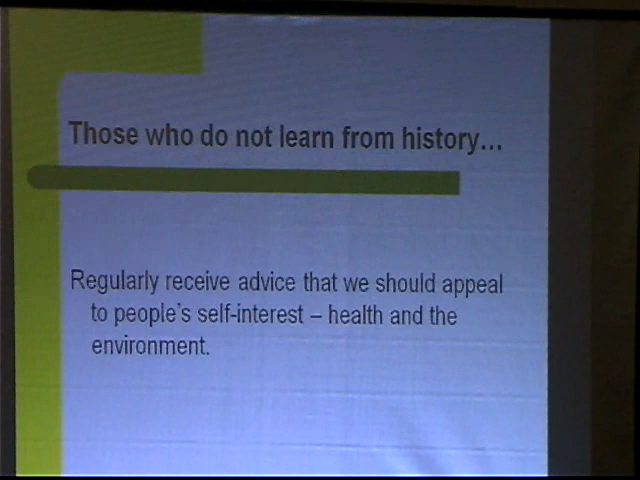 Those who do not learn from history...
Regularly receive advice that we should appeal
to people's self-interest – health and the
environment.